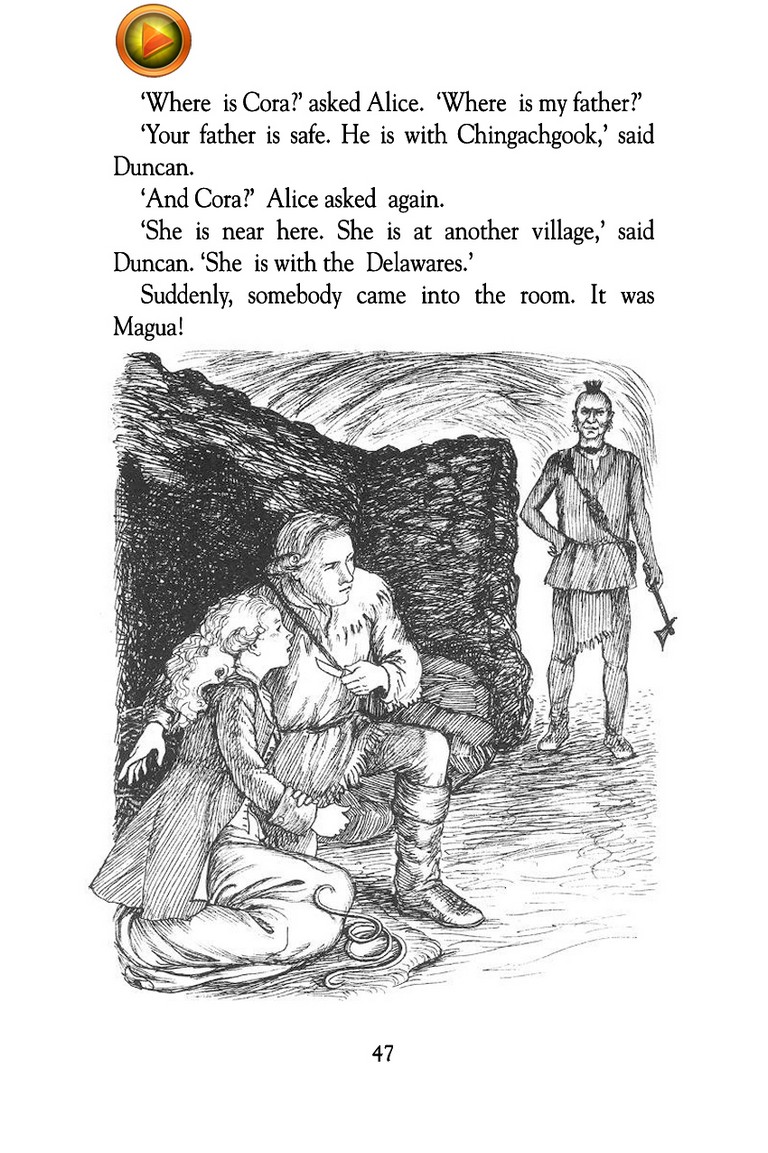 ‘Where is Cora?’ asked Alice. ‘Where is my father?’
‘Your father is safe. He is with Chingachgook,’ said
Duncan.
‘And Cora?’ Alice asked again.
‘She is near here. She is at another village,’ said
Duncan. ‘She is with the Delawares.’
Suddenly, somebody came into the room. It was
Magua!
47